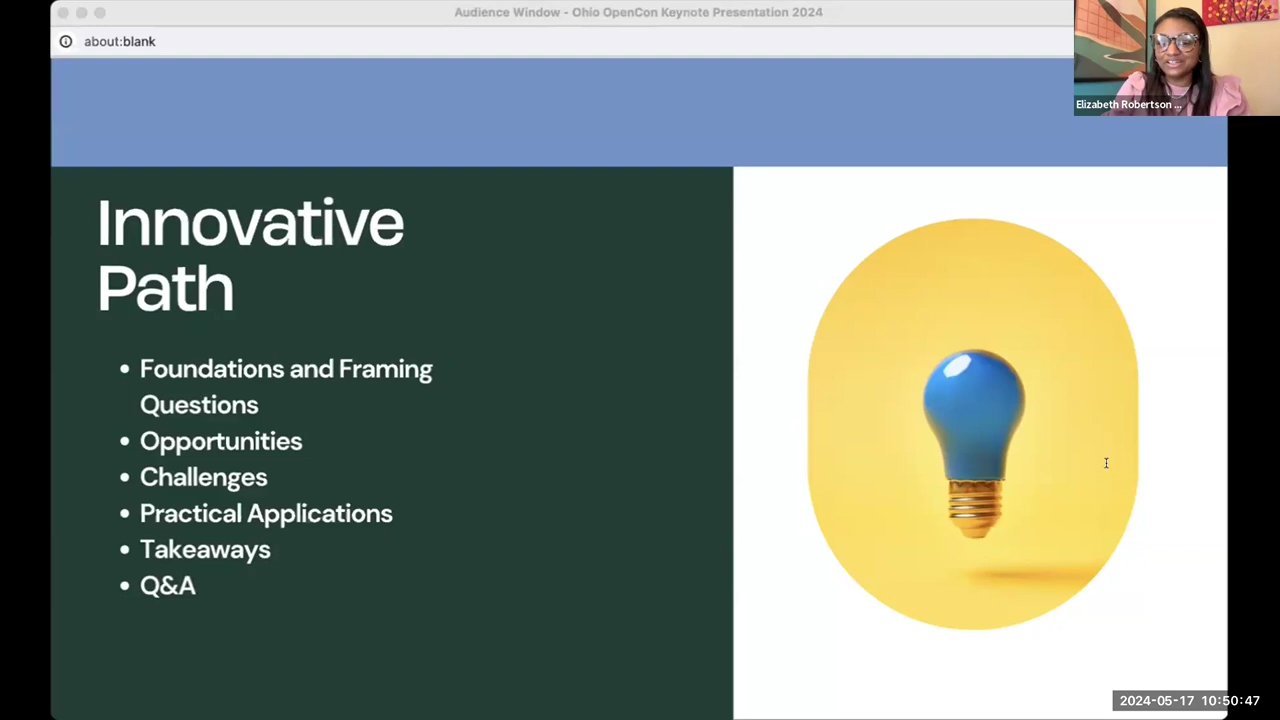 Audience Window - Ohio OpenCon Keynote Presentation 2024
about:blank
Elizabeth Robertson ...
Innovative
Path
• Foundations and Framing
Questions
• Opportunities
• Challenges
• Practical Applications
• Takeaways
• Q&A
2024-05-17 10:50:47